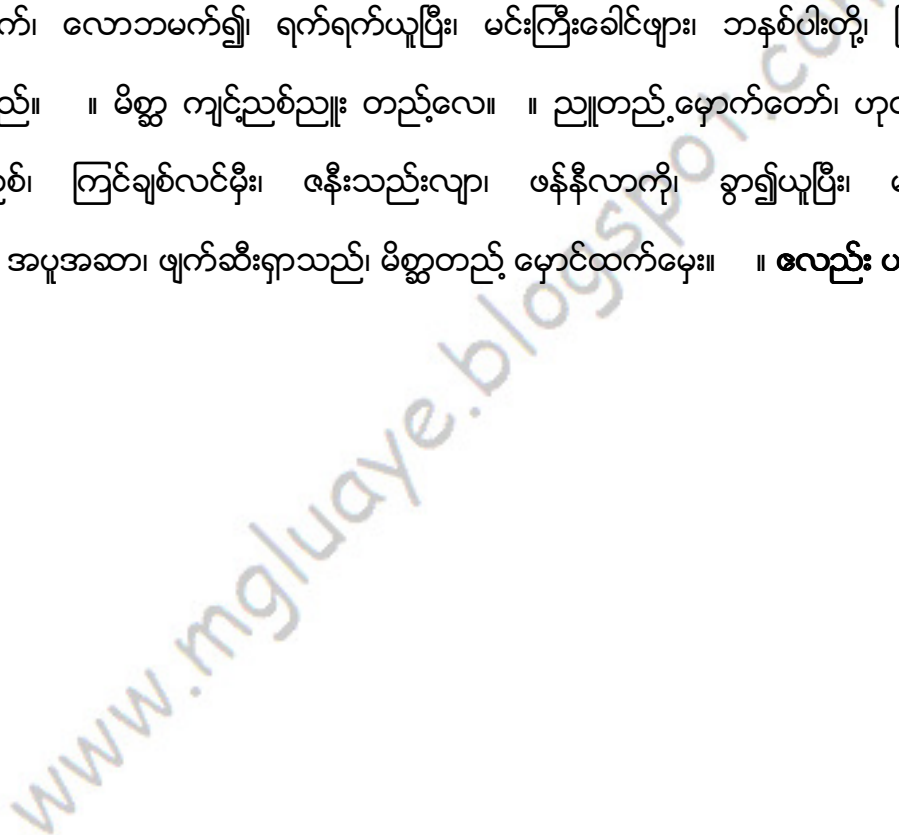 လောဘမက်၍၊ ရက်ရက်ယူပြီး၊ မင်းကြီးခေါင်ဖျား၊ ဘနှစ်ပါးတို့၊
။ မိစ္ဆာ ကျင့်ညစ်ညူး တည့်လေ။ ။ ညူတည့်မှောက်တော်၊
ကြင်ချစ်လင်မှီး၊ ဇနီးသည်းလျာ၊ ဖန်နီလာကို၊ ခွာ၍ယူပြီး၊
အပူအဆာ၊ ဖျက်ဆီးရှာသည်၊ မိစ္ဆာတည့် မှောင်ထက်မှေး။ ။ ဧလည်း
www.mgluaye.blogspot.com